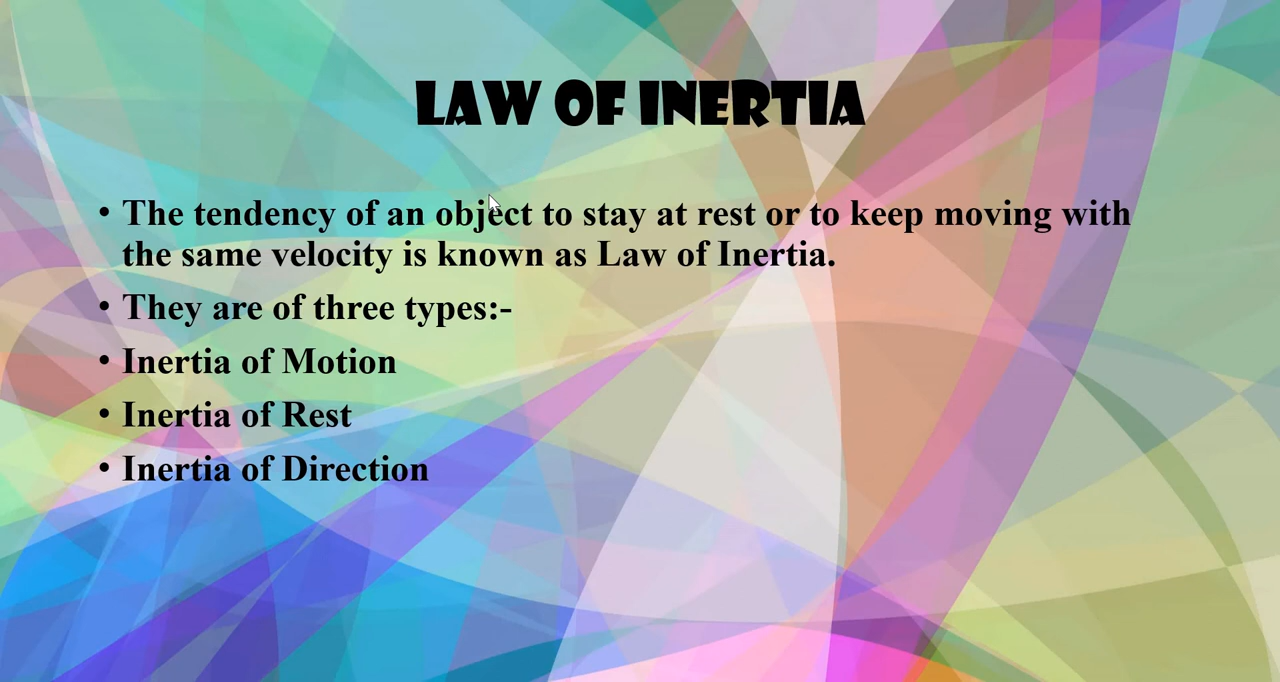 LAW OF INERTIA
• The tendency of an object to stay at rest or to keep moving with
the same velocity is known as Law of Inertia.
• They are of three types:-
• Inertia of Motion
• Inertia of Rest
• Inertia of Direction